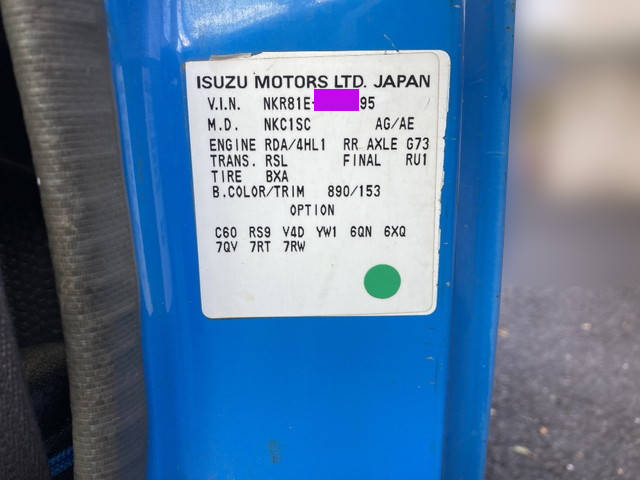 ISUZU MOTORS LTD. JAPAN
V.I.N. NKR81E- 95
M.D. NKC1SC AG/AE
ENGINE RDA/4HL1 RR AXLE G73
TRANS. RSL FINAL RU1
TIRE BXA
B.COLOR/TRIM 890/153
OPTION
C60 RS9 V4D YW1 6QN 6XQ
7QV 7RT 7RW